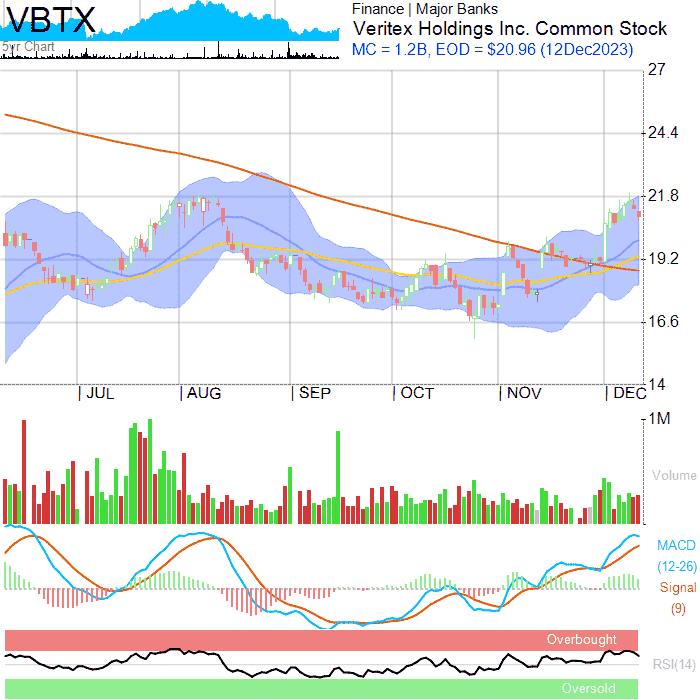 VBTX
5yr Chart
Finance | Major Banks
Veritex Holdings Inc. Common Stock
MC = 1.2B, EOD = $20.96 (12Dec2023)
27
24.4
21.8
19.2
16.6
14
JUL AUG SEP OCT NOV DEC
1M
Volume
MACD
(12-26)
Signal
(9)
Overbought
RSI(14)
Oversold